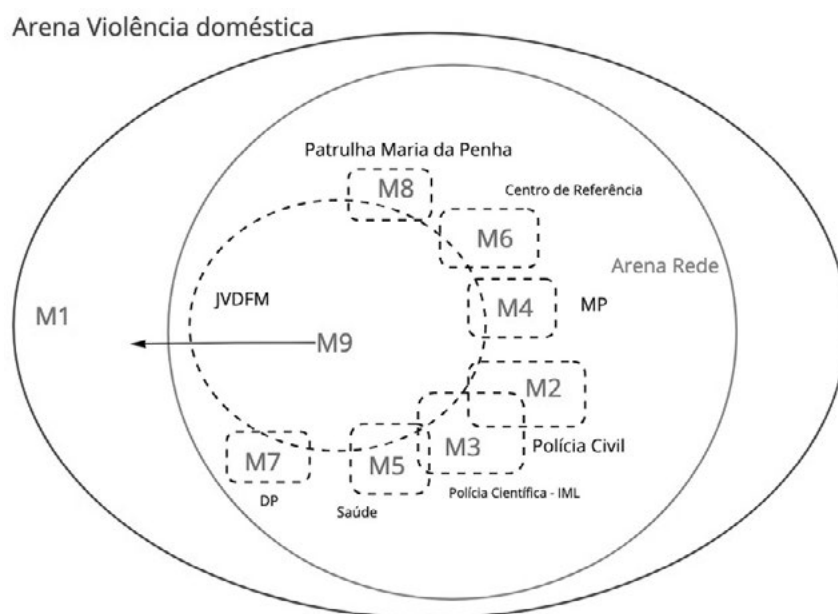 Arena Violência doméstica
Patrulha Maria da Penha
M8
Centro de Referência
M6
Arena Rede
JVDFM
M4
MP
M1
M9
M2
M3
Polícia Civil
M7
M5
DP
Saúde
Polícia Científica - IML